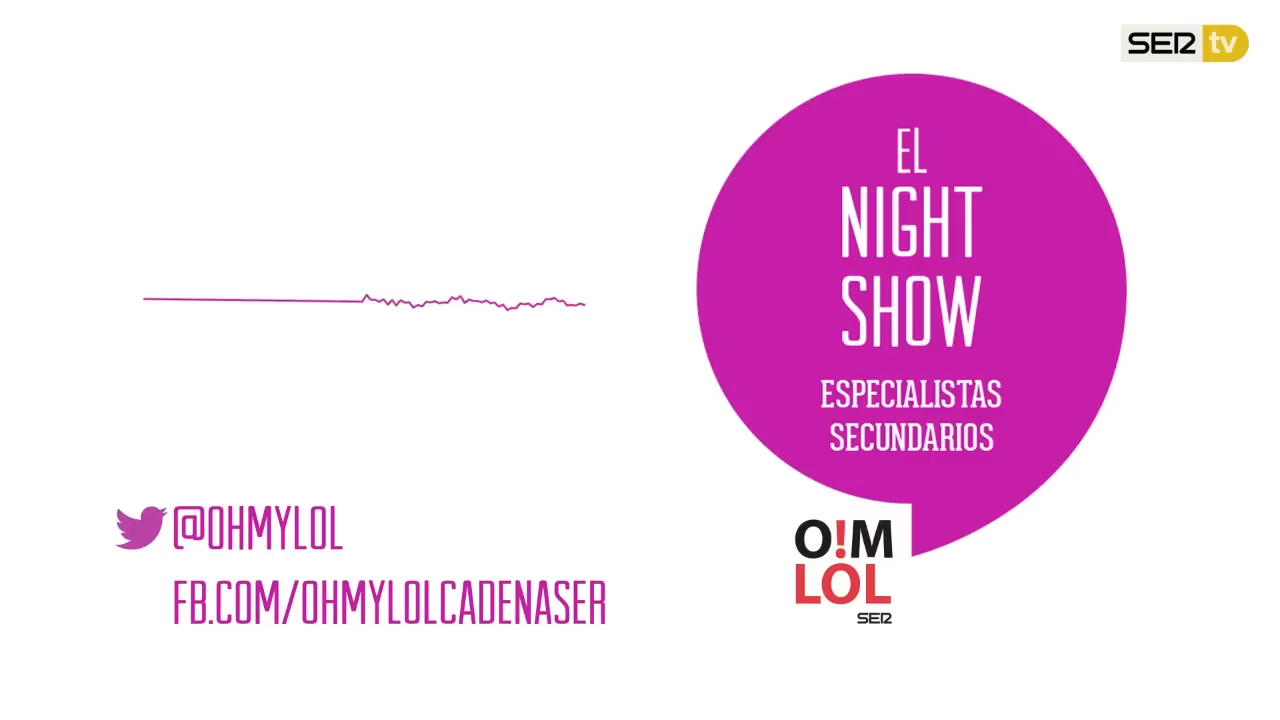 SER tv
EL
NIGHT
SHOW
ESPECIALISTAS
SECUNDARIOS
@OHMYLOL
FB.COM/OHMYLOLCADENASER
O!M
LOL
SER